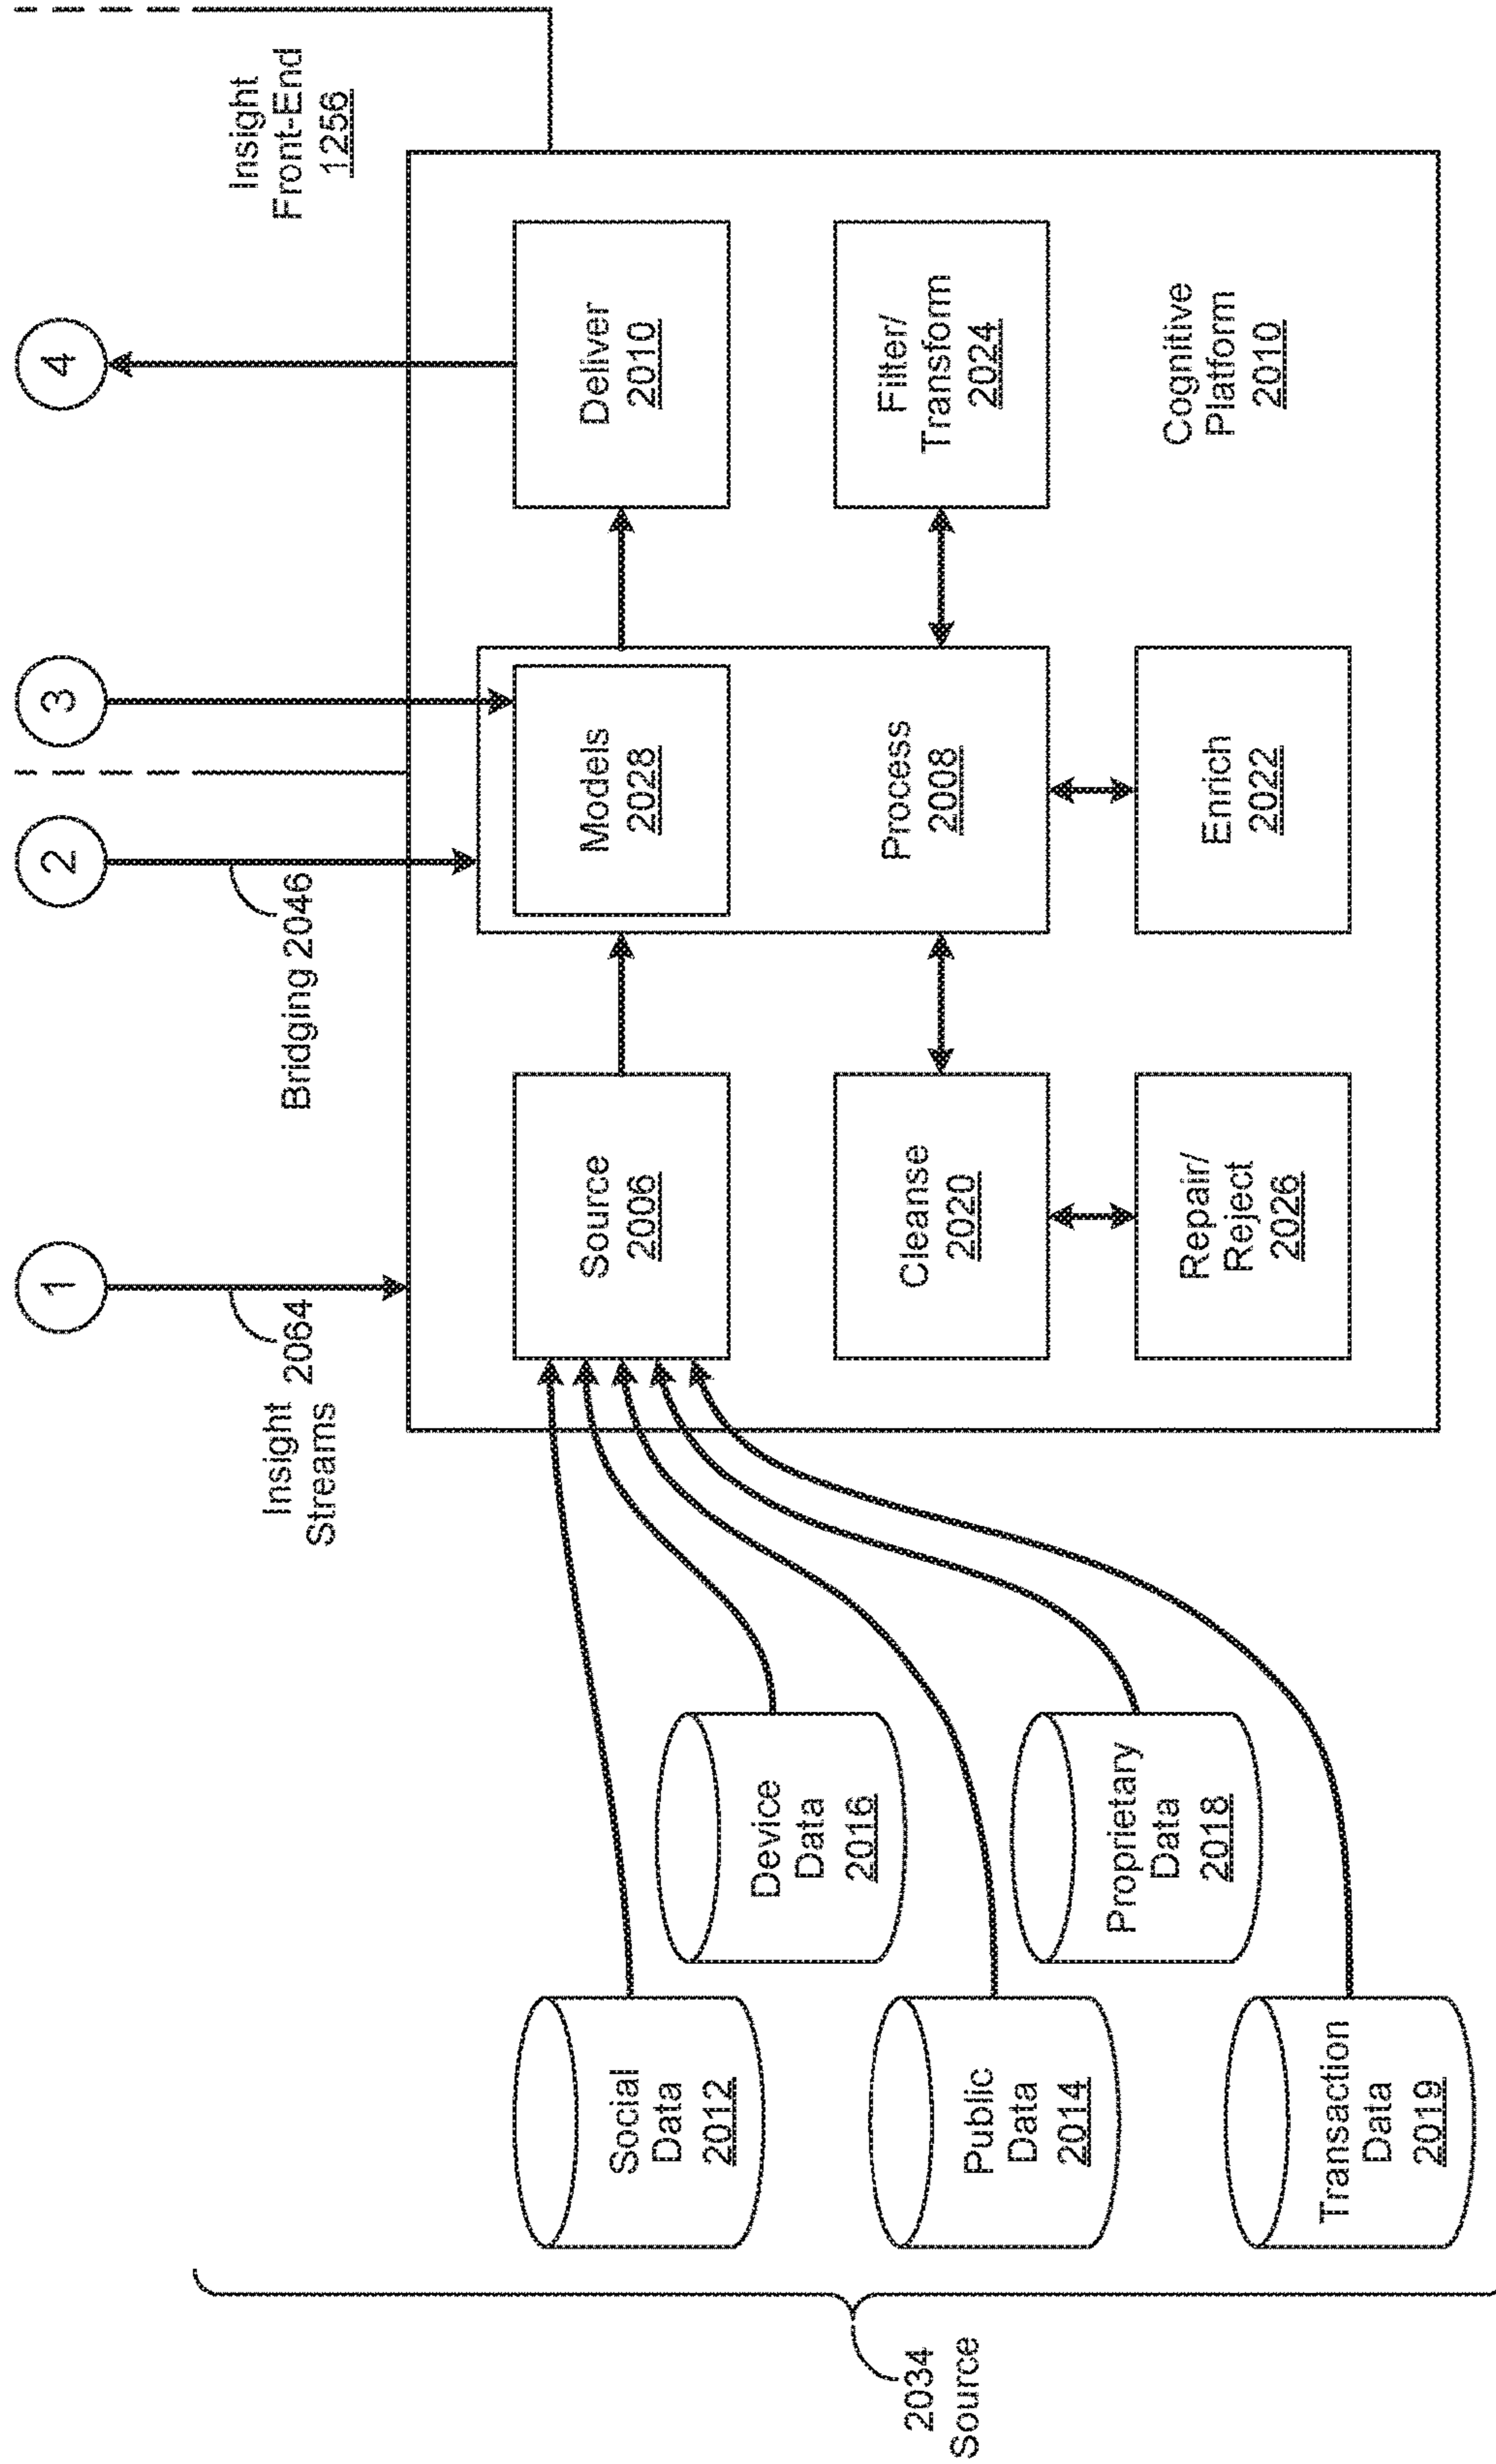 1
2
3
4
Insight
Streams
2064
Bridging 2046
Insight
Front-End
1256
Source
2006
Models
2028
Process
2008
Deliver
2010
Cleanse
2020
Filter/
Transform
2024
Repair/
Reject
2026
Enrich
2022
Cognitive
Platform
2010
2034
Source
Social
Data
2012
Device
Data
2016
Public
Data
2014
Proprietary
Data
2018
Transaction
Data
2019